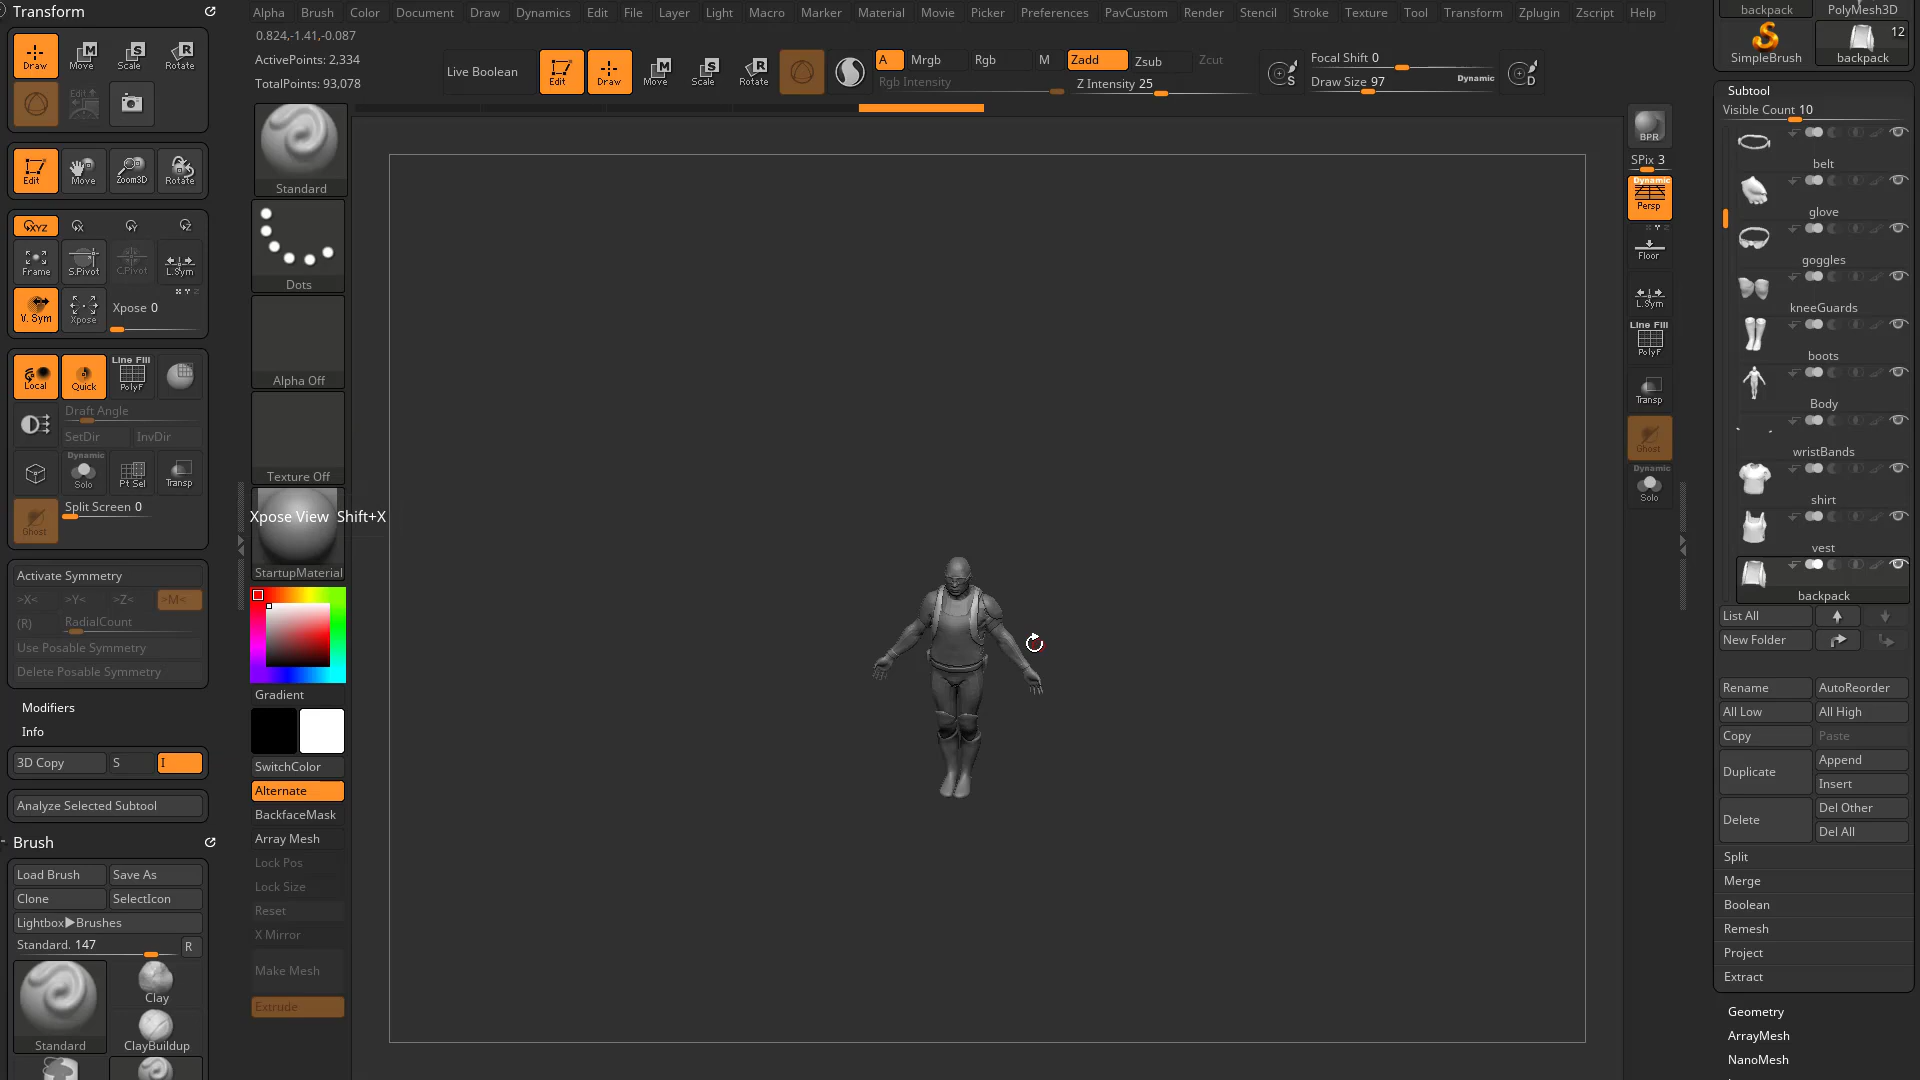 Transform
Draw
Move
Scale
Rotate
Edit
Edit
Move
Zoom3D
Rotate
XYZ
X
Y
Z
Frame
S.Pivot
C.Pivot
L.Sym
V. Sym
Xpose
Xpose 0
Local
Quick
Line Fill
PolyF
Draft Angle
SetDir
InvDir
Dynamic
Solo
Pt Sel
Transp
Ghost
Split Screen 0
Activate Symmetry
>X<
>Y<
>Z<
>M<
(R)
RadialCount
Use Posable Symmetry
Delete Posable Symmetry
Modifiers
Info
3D Copy
S
I
Analyze Selected Subtool
Brush
Load Brush
Save As
Clone
SelectIcon
Lightbox▶Brushes
Standard. 147
R
Standard
Clay
ClayBuildup
Alpha Brush Color Document Draw Dynamics Edit File Layer Light Macro Marker Material Movie Picker Preferences PavCustom Render Stencil Stroke Texture Tool Transform Zplugin Zscript Help
0.824,-1.41,-0.087
ActivePoints: 2,334
TotalPoints: 93,078
Live Boolean
Edit
Draw
Move
Scale
Rotate
A
Mrgb
Rgb
M
Rgb Intensity
Zadd
Zsub
Zcut
Z Intensity 25
S
Focal Shift 0
Draw Size 97
Dynamic
D
Standard
Dots
Alpha Off
Texture Off
Xpose View Shift+X
StartupMaterial
Gradient
SwitchColor
Alternate
BackfaceMask
Array Mesh
Lock Pos
Lock Size
Reset
X Mirror
Make Mesh
Extrude
BPR
SPix 3
Dynamic
Persp
Floor
L.Sym
Line Fill
PolyF
Transp
Ghost
Dynamic
Solo
backpack
PolyMesh3D
SimpleBrush
12
backpack
Subtool
Visible Count 10
belt
glove
goggles
kneeGuards
boots
Body
wristBands
shirt
vest
backpack
List All
New Folder
Rename
AutoReorder
All Low
All High
Copy
Paste
Duplicate
Append
Insert
Delete
Del Other
Del All
Split
Merge
Boolean
Remesh
Project
Extract
Geometry
ArrayMesh
NanoMesh